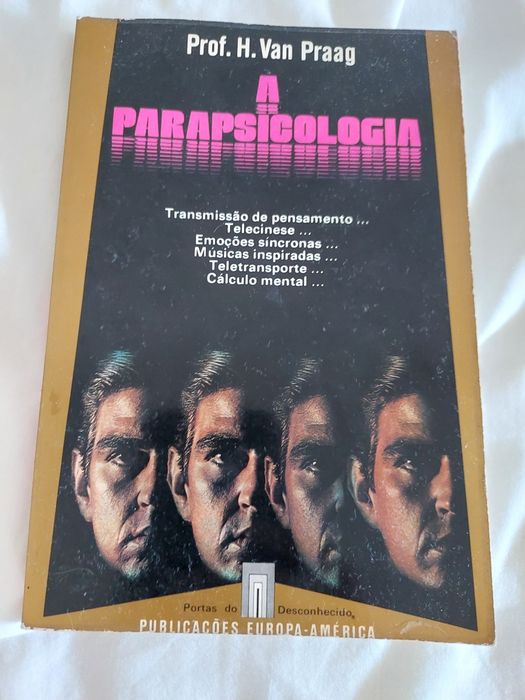 Prof. H. Van Praag
A
PARAPSICOLOGIA
Transmissão de pensamento ...
Telecinese ...
Emoções síncronas ...
Músicas inspiradas ...
Teletransporte ...
Cálculo mental ...
Portas do Desconhecido
PUBLICAÇÕES EUROPA-AMÉRICA